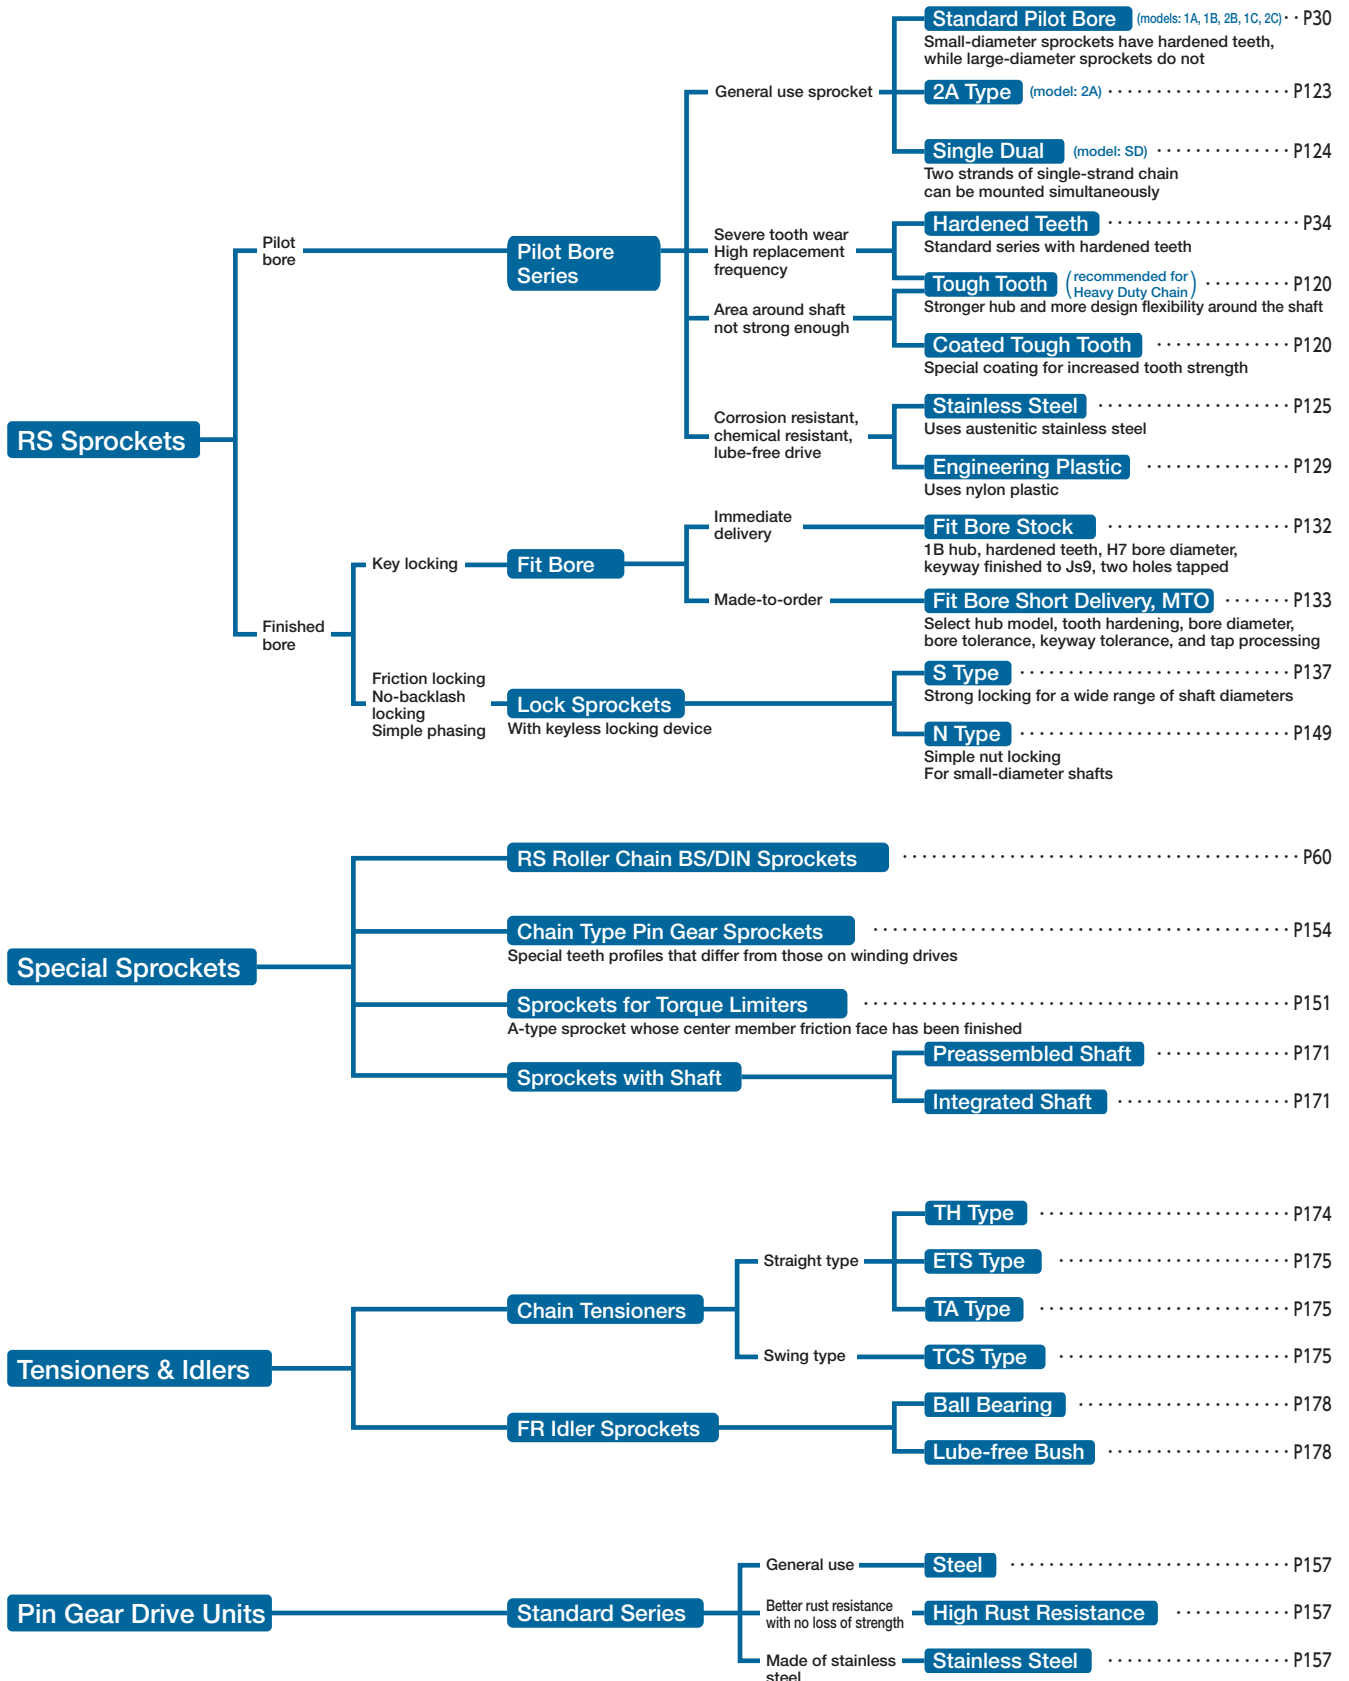 Standard Pilot Bore (models: 1A, 1B, 2B, 1C, 2C) ·· P30
Small-diameter sprockets have hardened teeth,
while large-diameter sprockets do not
General use sprocket
2A Type (model: 2A) ··················· P123
Single Dual (model: SD) ·············· P124
Two strands of single-strand chain
can be mounted simultaneously
Pilot
bore
Pilot Bore
Series
Severe tooth wear
High replacement
frequency
Hardened Teeth ···················· P34
Standard series with hardened teeth
Tough Tooth (recommended for
Heavy Duty Chain) ········· P120
Stronger hub and more design flexibility around the shaft
Area around shaft
not strong enough
Coated Tough Tooth ·············· P120
Special coating for increased tooth strength
RS Sprockets
Corrosion resistant,
chemical resistant,
lube-free drive
Stainless Steel ···················· P125
Uses austenitic stainless steel
Engineering Plastic ··············· P129
Uses nylon plastic
Immediate
delivery
Fit Bore Stock ··················· P132
1B hub, hardened teeth, H7 bore diameter,
keyway finished to Js9, two holes tapped
Key locking
Fit Bore
Made-to-order
Fit Bore Short Delivery, MTO ······· P133
Select hub model, tooth hardening, bore diameter,
bore tolerance, keyway tolerance, and tap processing
Finished
bore
Friction locking
No-backlash
locking
Simple phasing
Lock Sprockets
With keyless locking device
S Type ···························· P137
Strong locking for a wide range of shaft diameters
N Type ···························· P149
Simple nut locking
For small-diameter shafts
Special Sprockets
RS Roller Chain BS/DIN Sprockets ········································· P60
Chain Type Pin Gear Sprockets ··········································· P154
Special teeth profiles that differ from those on winding drives
Sprockets for Torque Limiters ············································ P151
A-type sprocket whose center member friction face has been finished
Sprockets with Shaft
Preassembled Shaft ·············· P171
Integrated Shaft ·················· P171
Tensioners & Idlers
Chain Tensioners
Straight type
TH Type ·························· P174
ETS Type ························ P175
TA Type ·························· P175
Swing type
TCS Type ························ P175
FR Idler Sprockets
Ball Bearing ······················ P178
Lube-free Bush ··················· P178
Pin Gear Drive Units
Standard Series
General use
Steel ····························· P157
Better rust resistance
with no loss of strength
High Rust Resistance ············ P157
Made of stainless
steel
Stainless Steel ··················· P157